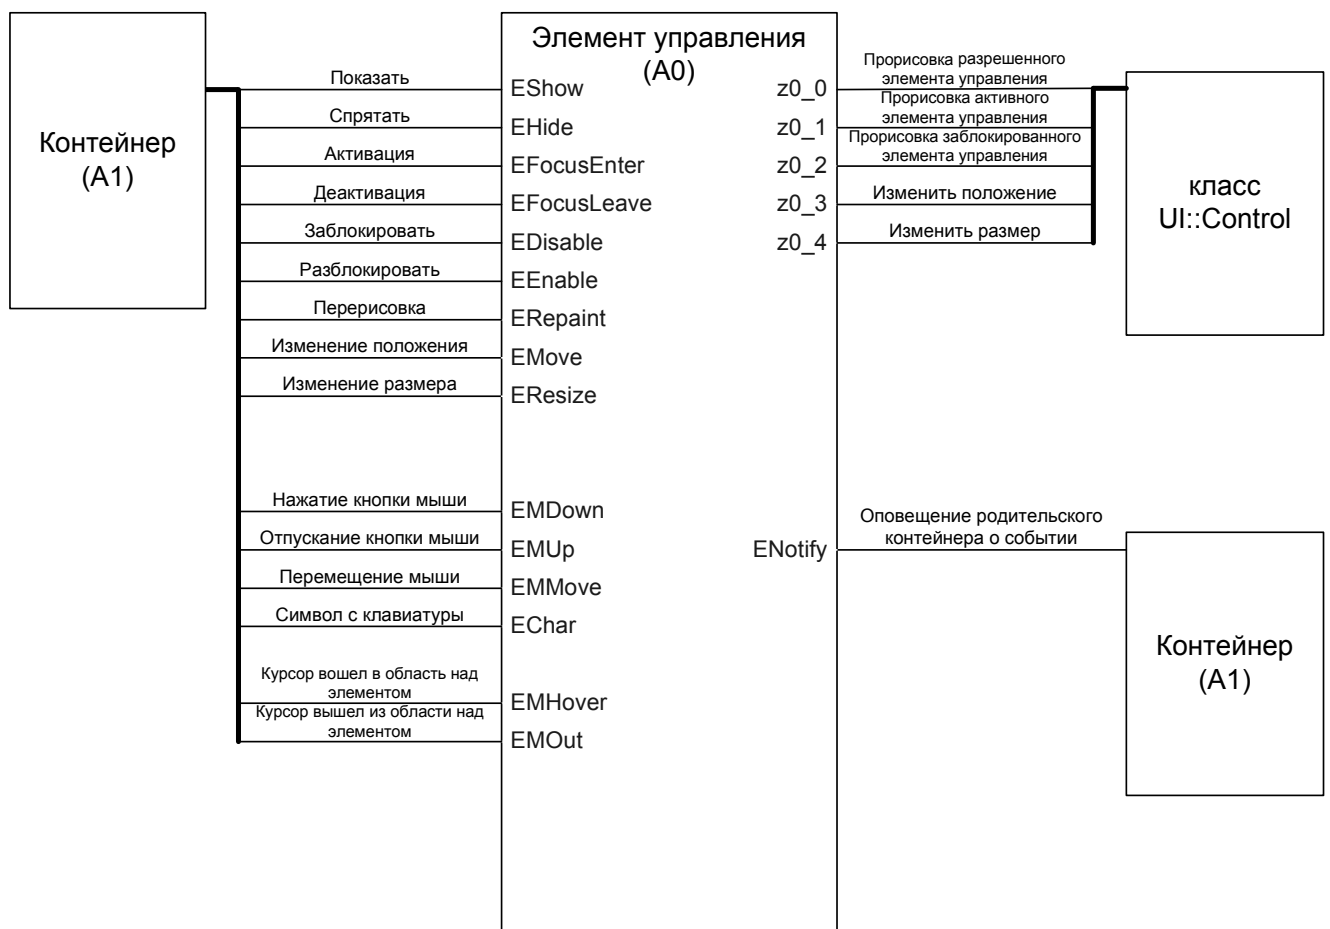 Контейнер
(A1)
Показать
Спрятать
Активация
Деактивация
Заблокировать
Разблокировать
Перерисовка
Изменение положения
Изменение размера
Нажатие кнопки мыши
Отпускание кнопки мыши
Перемещение мыши
Символ с клавиатуры
Курсор вошел в область над
элементом
Курсор вышел из области над
элементом
Элемент управления
(A0)
EShow
EHide
EFocusEnter
EFocusLeave
EDisable
EEnable
ERepaint
EMove
EResize
EMDown
EMUp
EMMove
EChar
EMHover
EMOut
z0_0
z0_1
z0_2
z0_3
z0_4
ENotify
Прорисовка разрешенного
элемента управления
Прорисовка активного
элемента управления
Прорисовка заблокированного
элемента управления
Изменить положение
Изменить размер
Оповещение родительского
контейнера о событии
класс
UI::Control
Контейнер
(A1)